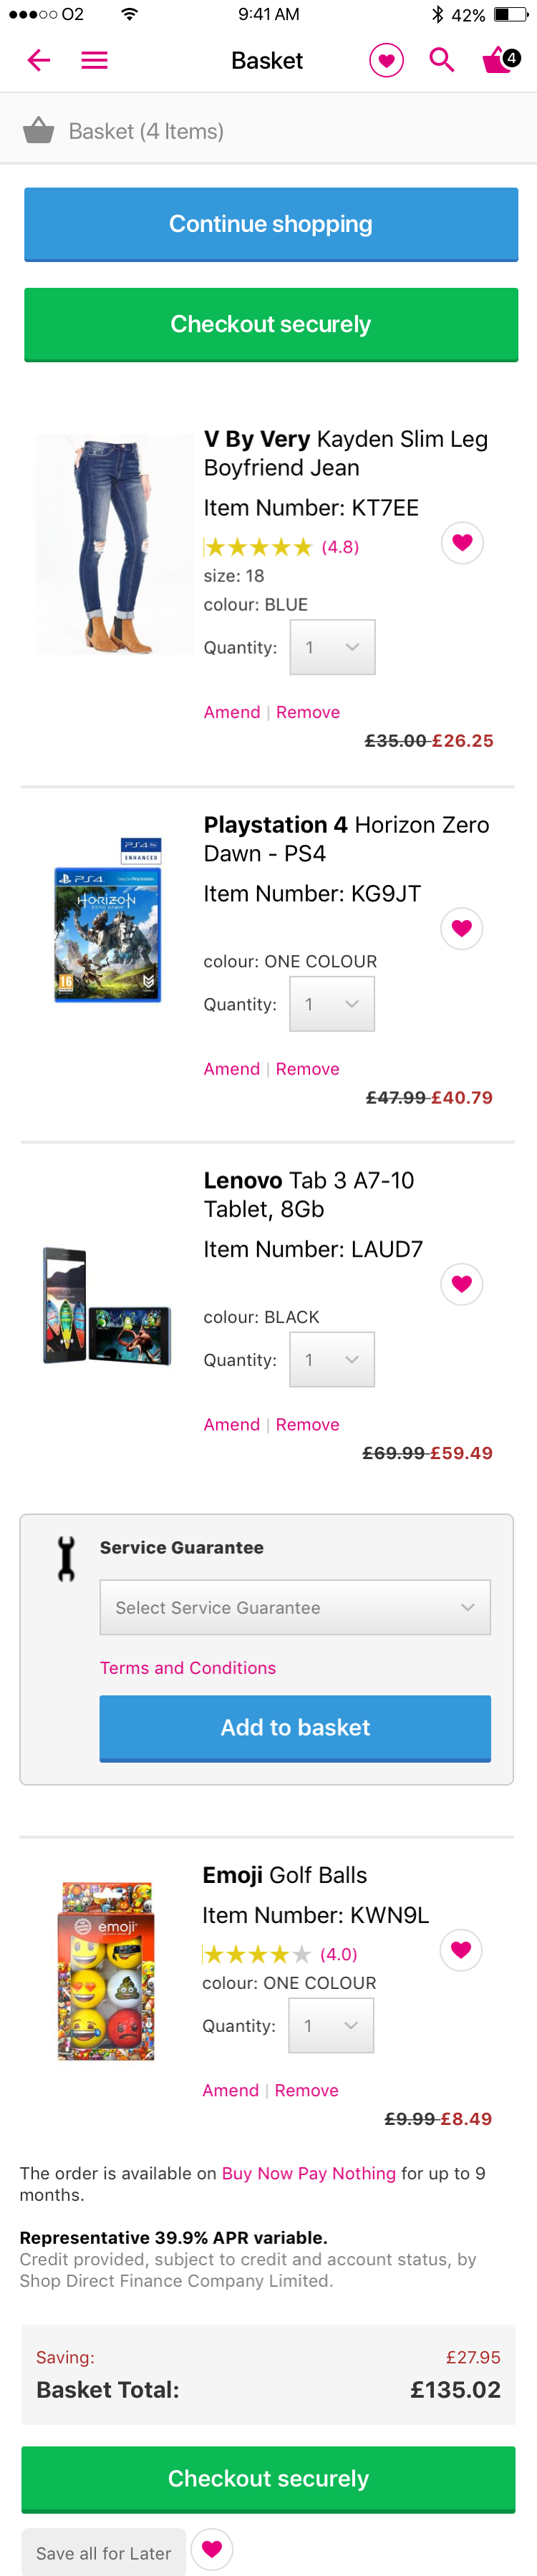 O2 9:41 AM 42%
Basket 4
Basket (4 Items)
Continue shopping
Checkout securely
V By Very Kayden Slim Leg
Boyfriend Jean
Item Number: KT7EE
(4.8)
size: 18
colour: BLUE
Quantity: 1
Amend | Remove
£35.00 £26.25
PS4
ENHANCED
PS4
HORIZON
ZERO DAWN
16
Playstation 4 Horizon Zero
Dawn - PS4
Item Number: KG9JT
colour: ONE COLOUR
Quantity: 1
Amend | Remove
£47.99 £40.79
Lenovo Tab 3 A7-10
Tablet, 8Gb
Item Number: LAUD7
colour: BLACK
Quantity: 1
Amend | Remove
£69.99 £59.49
Service Guarantee
Select Service Guarantee
Terms and Conditions
Add to basket
emoji
Emoji Golf Balls
Item Number: KWN9L
(4.0)
colour: ONE COLOUR
Quantity: 1
Amend | Remove
£9.99 £8.49
The order is available on Buy Now Pay Nothing for up to 9
months.
Representative 39.9% APR variable.
Credit provided, subject to credit and account status, by
Shop Direct Finance Company Limited.
Saving: £27.95
Basket Total: £135.02
Checkout securely
Save all for Later